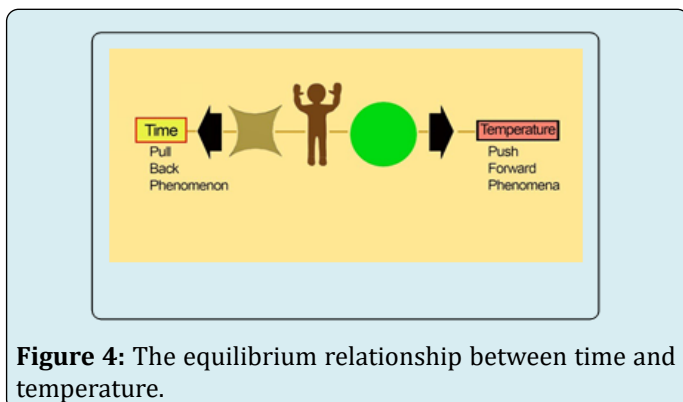 Time
Pull
Back
Phenomenon
Temperature
Push
Forward
Phenomena
Figure 4: The equilibrium relationship between time and
temperature.